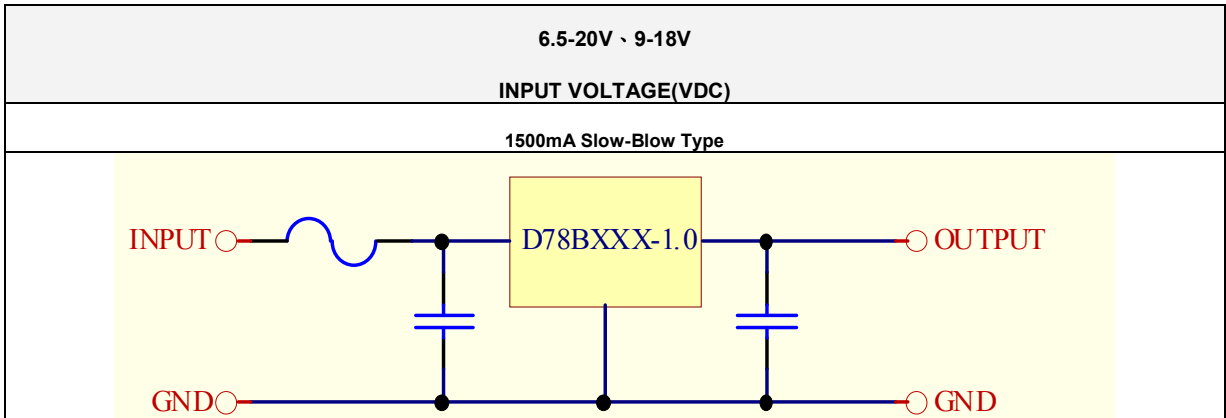 6.5-20V、9-18V
INPUT VOLTAGE(VDC)
1500mA Slow-Blow Type
INPUT
D78BXXX-1.0
OUTPUT
GND
GND